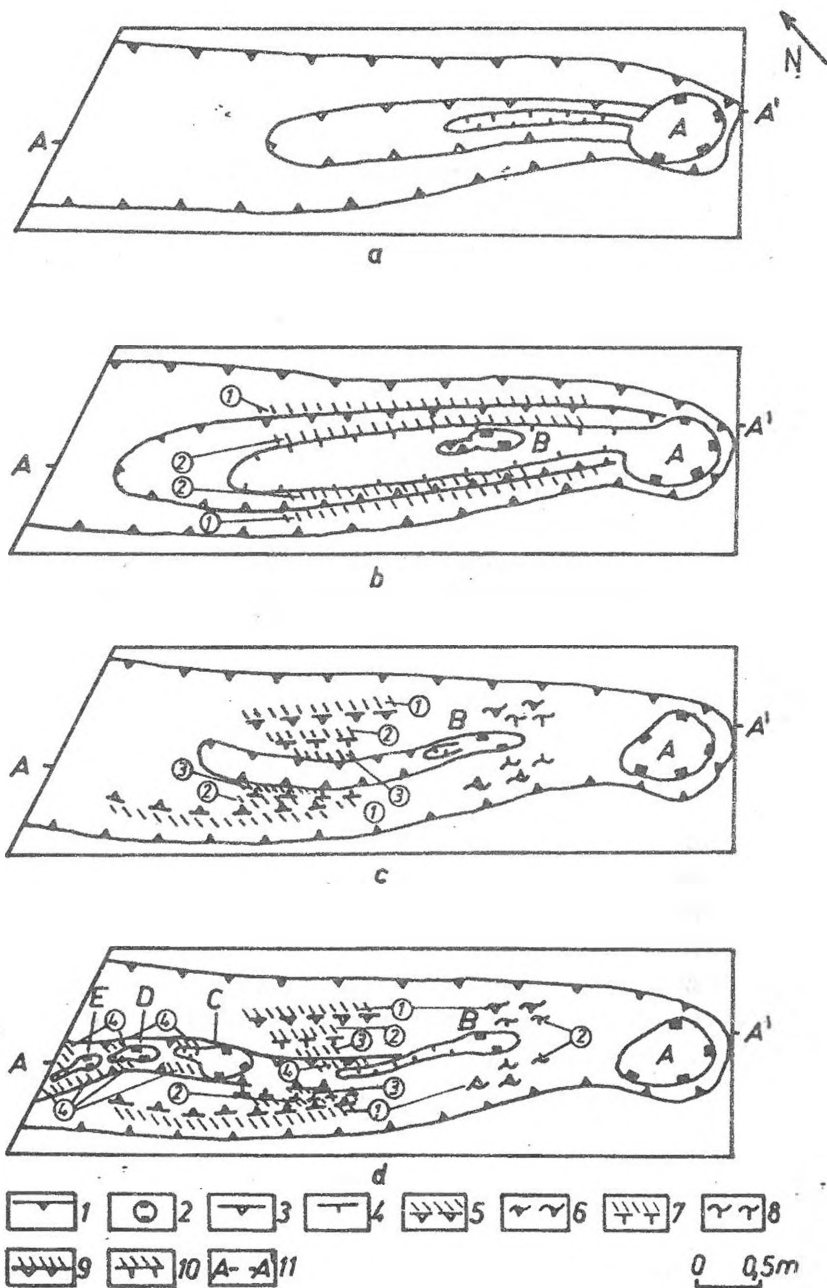 N
A A A'
a
①
② B
A ② A A'
①
b
①
B
②
A ③ A A'
② ③
①
c
E D C ①
④ ④ ② B
③ ②
A ④ A A'
② ③
④ ①
d
1 2 3 4 5 6 7 8
9 10 A- -A 11 0 0,5m